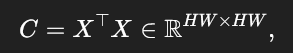 C = X^⊤ X ∈ ℝ^{HW×HW},